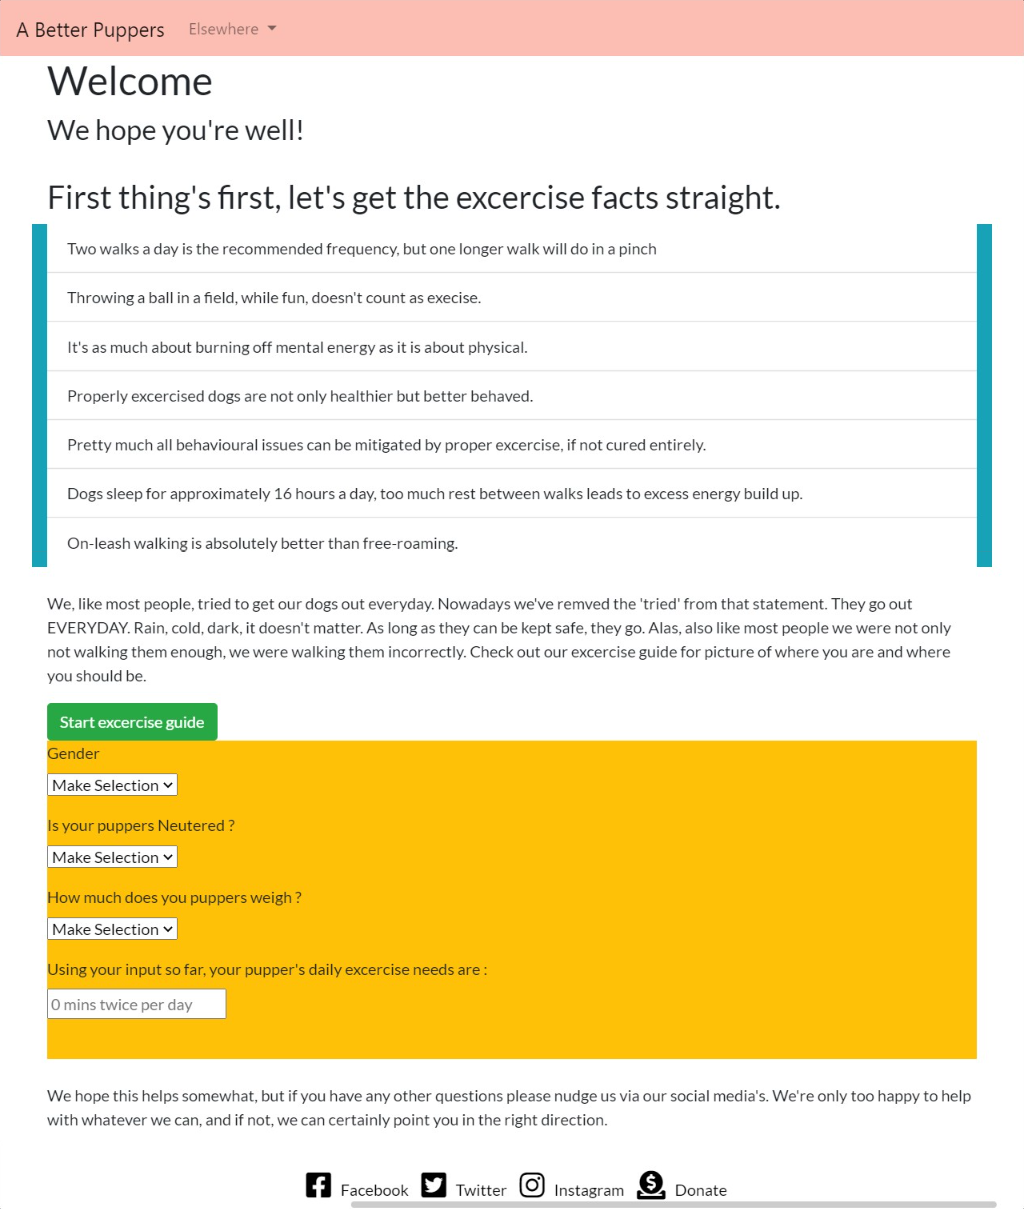 A Better Puppers Elsewhere
Welcome
We hope you're well!
First thing's first, let's get the excercise facts straight.
Two walks a day is the recommended frequency, but one longer walk will do in a pinch
Throwing a ball in a field, while fun, doesn't count as execise.
It's as much about burning off mental energy as it is about physical.
Properly excercised dogs are not only healthier but better behaved.
Pretty much all behavioural issues can be mitigated by proper excercise, if not cured entirely.
Dogs sleep for approximately 16 hours a day, too much rest between walks leads to excess energy build up.
On-leash walking is absolutely better than free-roaming.
We, like most people, tried to get our dogs out everyday. Nowadays we've remved the 'tried' from that statement. They go out
EVERYDAY. Rain, cold, dark, it doesn't matter. As long as they can be kept safe, they go. Alas, also like most people we were not only
not walking them enough, we were walking them incorrectly. Check out our excercise guide for picture of where you are and where
you should be.
Start excercise guide
Gender
Make Selection
Is your puppers Neutered ?
Make Selection
How much does you puppers weigh ?
Make Selection
Using your input so far, your pupper's daily excercise needs are :
0 mins twice per day
We hope this helps somewhat, but if you have any other questions please nudge us via our social media's. We're only too happy to help
with whatever we can, and if not, we can certainly point you in the right direction.
Facebook Twitter Instagram Donate